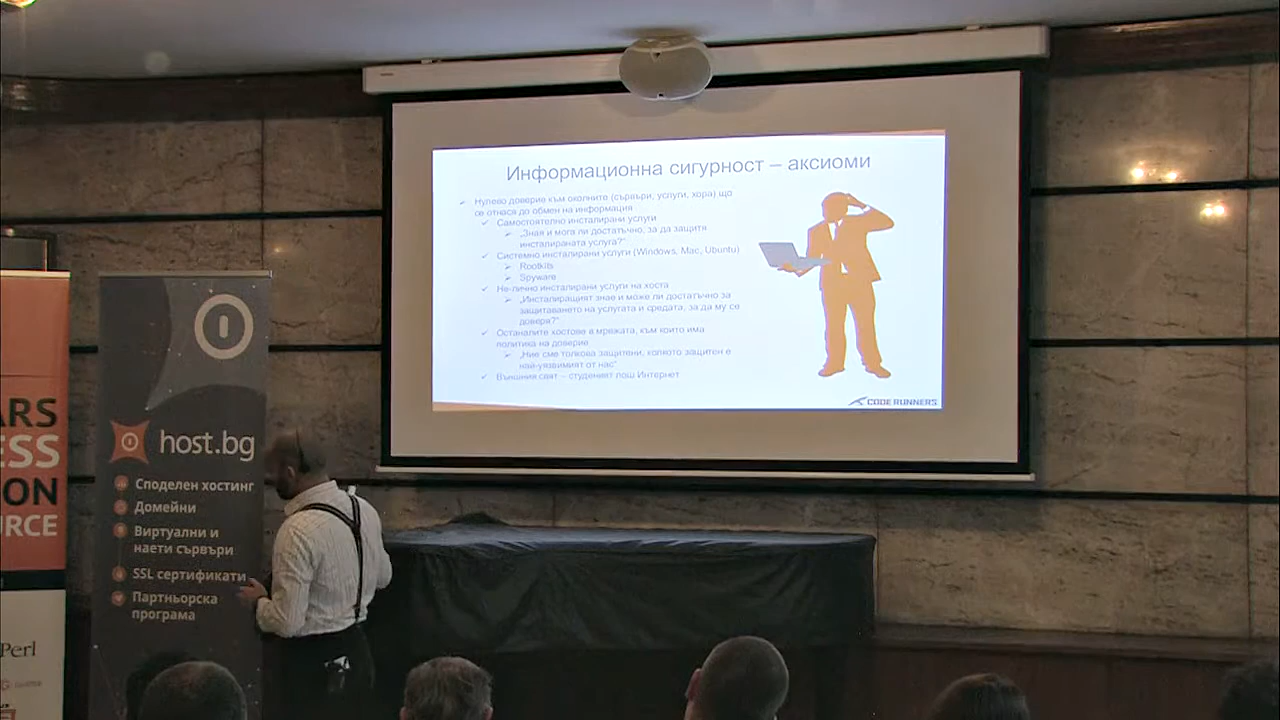 Информационна сигурност – аксиоми
Нулево доверие към околните (сървъри, услуги, хора) що
се отнася до обмен на информация
Самостоятелно инсталирани услуги
„Зная и мога ли достатъчно, за да защитя
инсталираната услуга?"
Системно инсталирани услуги (Windows, Mac, Ubuntu)
Rootkits
Spyware
Не-лично инсталирани услуги на хоста
„Инсталиращият знае и може ли достатъчно за
защитаването на услугата и средата, за да му се
доверя?"
Останалите хостове в мрежата, към които има
политика на доверие
„Ние сме толкова защитени, колкото защитен е
най-уязвимият от нас"
Външния свят – студеният лош Интернет
CODE RUNNERS
host.bg
Споделен хостинг
Домейни
Виртуални и
наети сървъри
SSL сертификати
Партньорска
програма
ARS
ESS
ON
URCE
Perl